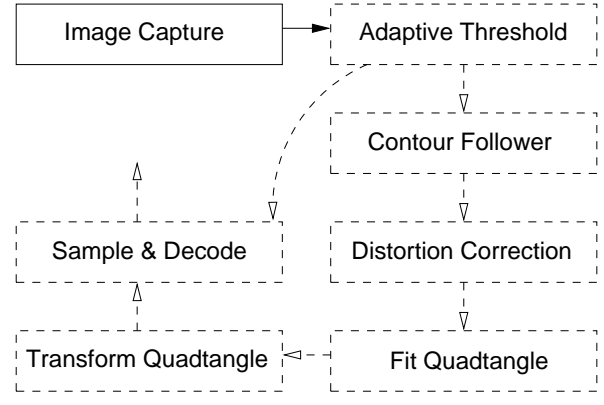 Image Capture
Adaptive Threshold
Contour Follower
Sample & Decode
Distortion Correction
Transform Quadtangle
Fit Quadtangle